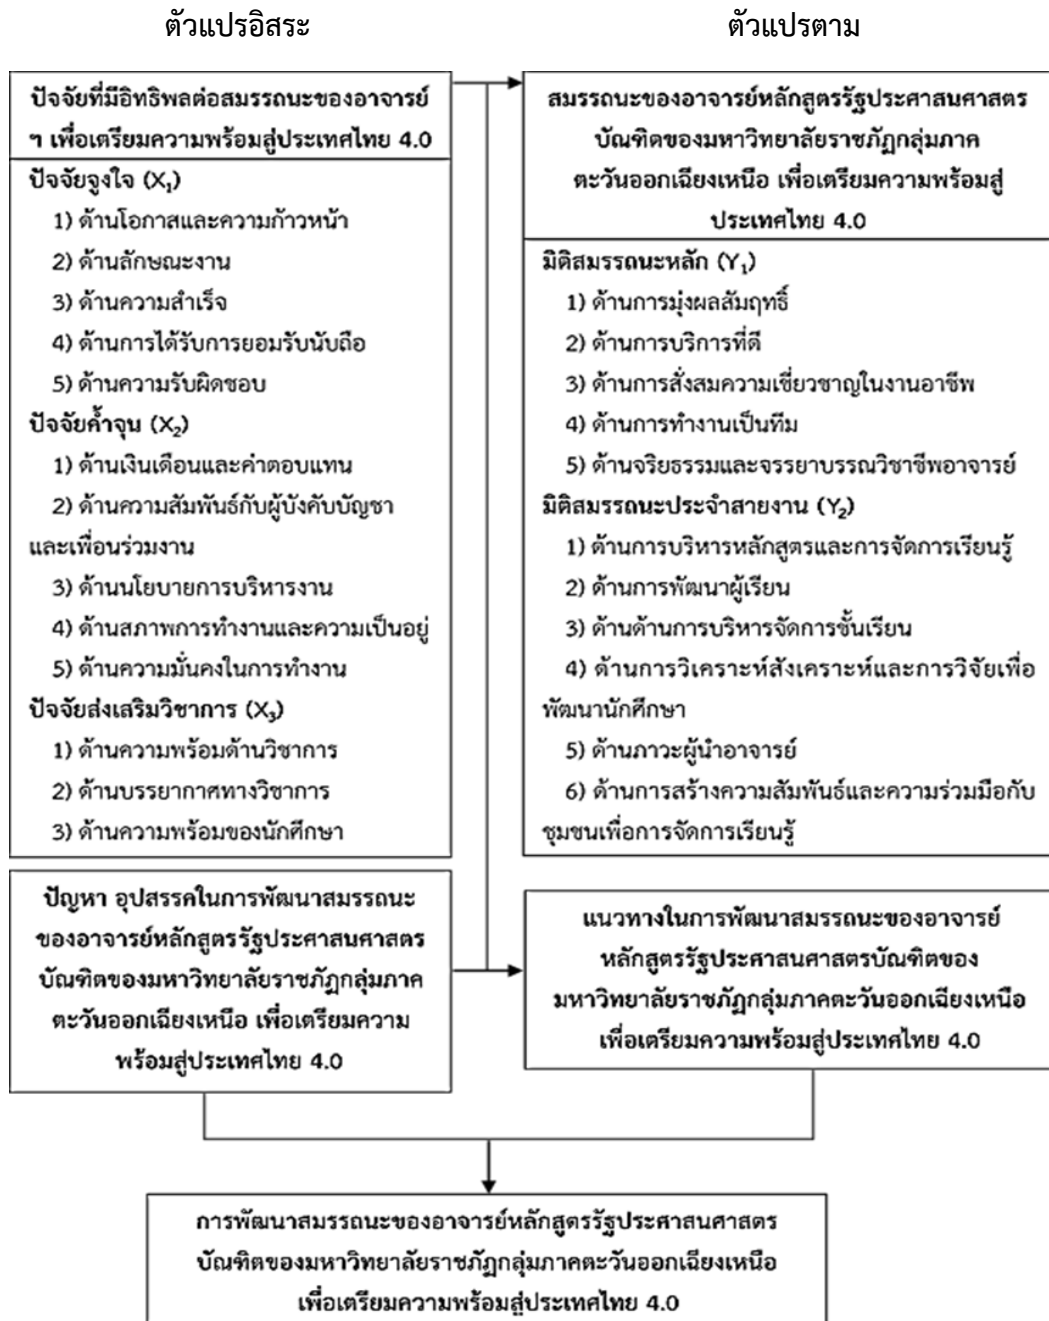 ตัวแปรอิสระ
ตัวแปรตาม
ปัจจัยที่มีอิทธิพลต่อสมรรถนะของอาจารย์
ฯ เพื่อเตรียมความพร้อมสู่ประเทศไทย 4.0
ปัจจัยจูงใจ (X₁)
1) ด้านโอกาสและความก้าวหน้า
2) ด้านลักษณะงาน
3) ด้านความสำเร็จ
4) ด้านการได้รับการยอมรับนับถือ
5) ด้านความรับผิดชอบ
ปัจจัยค้ำจุน (X₂)
1) ด้านเงินเดือนและค่าตอบแทน
2) ด้านความสัมพันธ์กับผู้บังคับบัญชา
และเพื่อนร่วมงาน
3) ด้านนโยบายการบริหารงาน
4) ด้านสภาพการทำงานและความเป็นอยู่
5) ด้านความมั่นคงในการทำงาน
ปัจจัยส่งเสริมวิชาการ (X₃)
1) ด้านความพร้อมด้านวิชาการ
2) ด้านบรรยากาศทางวิชาการ
3) ด้านความพร้อมของนักศึกษา
สมรรถนะของอาจารย์หลักสูตรรัฐประศาสนศาสตร
บัณฑิตของมหาวิทยาลัยราชภัฏกลุ่มภาค
ตะวันออกเฉียงเหนือ เพื่อเตรียมความพร้อมสู่
ประเทศไทย 4.0
มิติสมรรถนะหลัก (Y₁)
1) ด้านการมุ่งผลสัมฤทธิ์
2) ด้านการบริการที่ดี
3) ด้านการสั่งสมความเชี่ยวชาญในงานอาชีพ
4) ด้านการทำงานเป็นทีม
5) ด้านจริยธรรมและจรรยาบรรณวิชาชีพอาจารย์
มิติสมรรถนะประจำสายงาน (Y₂)
1) ด้านการบริหารหลักสูตรและการจัดการเรียนรู้
2) ด้านการพัฒนาผู้เรียน
3) ด้านด้านการบริหารจัดการชั้นเรียน
4) ด้านการวิเคราะห์สังเคราะห์และการวิจัยเพื่อ
พัฒนานักศึกษา
5) ด้านภาวะผู้นำอาจารย์
6) ด้านการสร้างความสัมพันธ์และความร่วมมือกับ
ชุมชนเพื่อการจัดการเรียนรู้
ปัญหา อุปสรรคในการพัฒนาสมรรถนะ
ของอาจารย์หลักสูตรรัฐประศาสนศาสตร
บัณฑิตของมหาวิทยาลัยราชภัฏกลุ่มภาค
ตะวันออกเฉียงเหนือ เพื่อเตรียมความ
พร้อมสู่ประเทศไทย 4.0
แนวทางในการพัฒนาสมรรถนะของอาจารย์
หลักสูตรรัฐประศาสนศาสตรบัณฑิตของ
มหาวิทยาลัยราชภัฏกลุ่มภาคตะวันออกเฉียงเหนือ
เพื่อเตรียมความพร้อมสู่ประเทศไทย 4.0
การพัฒนาสมรรถนะของอาจารย์หลักสูตรรัฐประศาสนศาสตร
บัณฑิตของมหาวิทยาลัยราชภัฏกลุ่มภาคตะวันออกเฉียงเหนือ
เพื่อเตรียมความพร้อมสู่ประเทศไทย 4.0